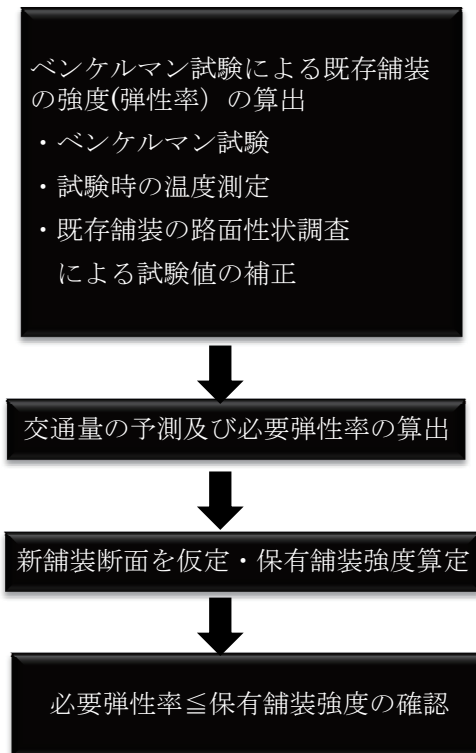 ベンケルマン試験による既存舗装
の強度(弾性率）の算出
・ベンケルマン試験
・試験時の温度測定
・既存舗装の路面性状調査
による試験値の補正
交通量の予測及び必要弾性率の算出
新舗装断面を仮定・保有舗装強度算定
必要弾性率≦保有舗装強度の確認